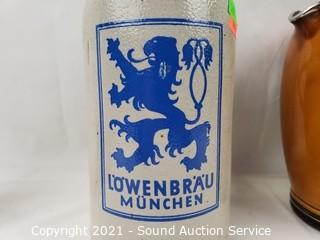 LÖWENBRÄU
MÜNCHEN
Copyright 2021 - Sound Auction Service